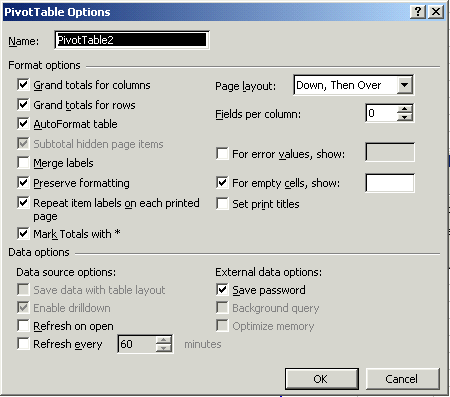 PivotTable Options
Name: PivotTable2
Format options
Grand totals for columns
Page layout: Down, Then Over
Grand totals for rows
Fields per column: 0
AutoFormat table
Subtotal hidden page items
Merge labels
For error values, show:
Preserve formatting
For empty cells, show:
Repeat item labels on each printed
page
Set print titles
Mark Totals with *
Data options
Data source options:
External data options:
Save data with table layout
Save password
Enable drilldown
Background query
Refresh on open
Optimize memory
Refresh every 60 minutes
OK Cancel